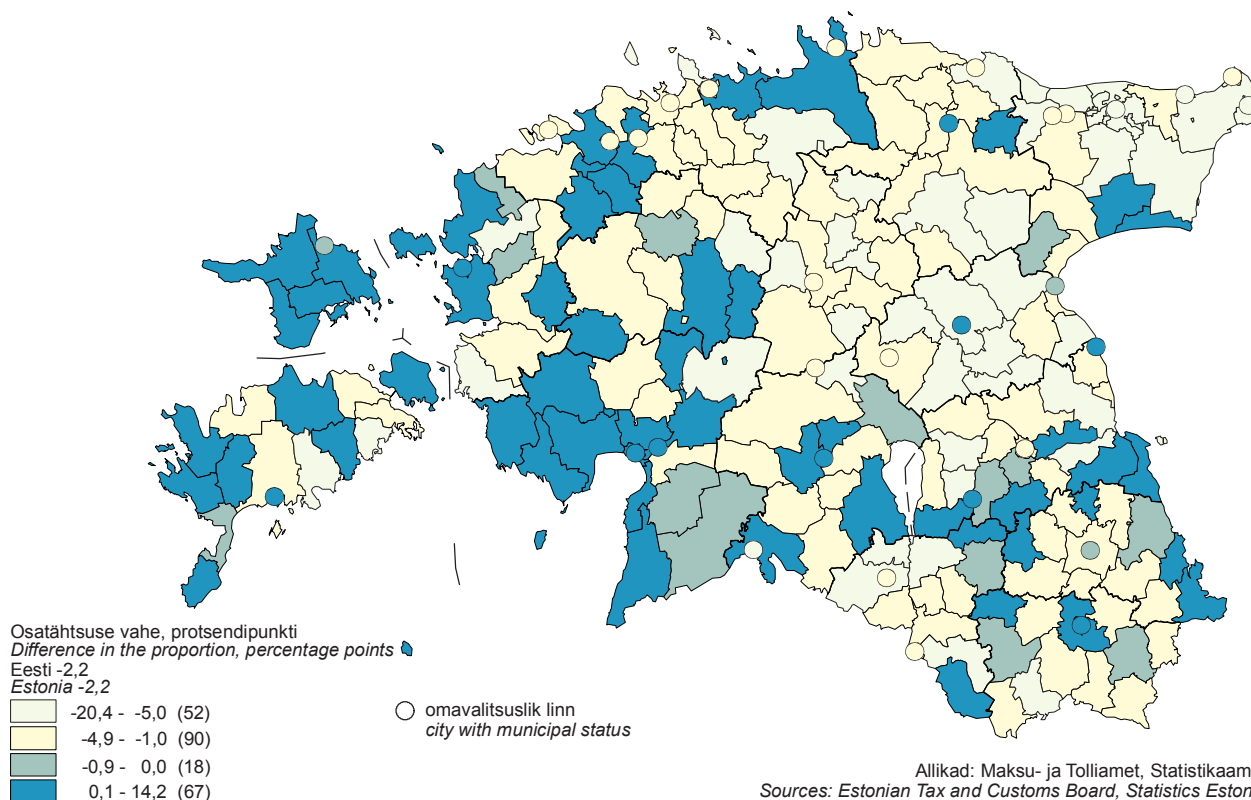 Osatähtsuse vahe, protsendipunkti
Difference in the proportion, percentage points
Eesti -2,2
Estonia -2,2
-20,4 - -5,0 (52)
-4,9 - -1,0 (90)
-0,9 - 0,0 (18)
0,1 - 14,2 (67)
omavalitsuslik linn
city with municipal status
Allikad: Maksu- ja Tolliamet, Statistikaam
Sources: Estonian Tax and Customs Board, Statistics Eston